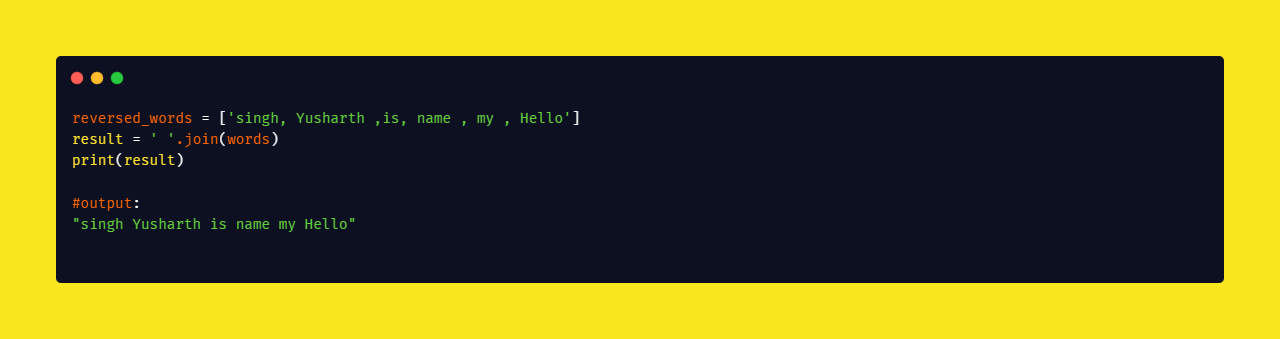 reversed_words = ['singh, Yusharth ,is, name , my , Hello']
result = ' '.join(words)
print(result)
#output:
"singh Yusharth is name my Hello"